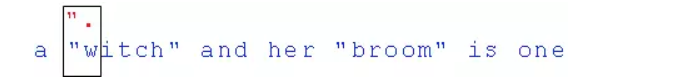 ".
a "witch" and her "broom" is one